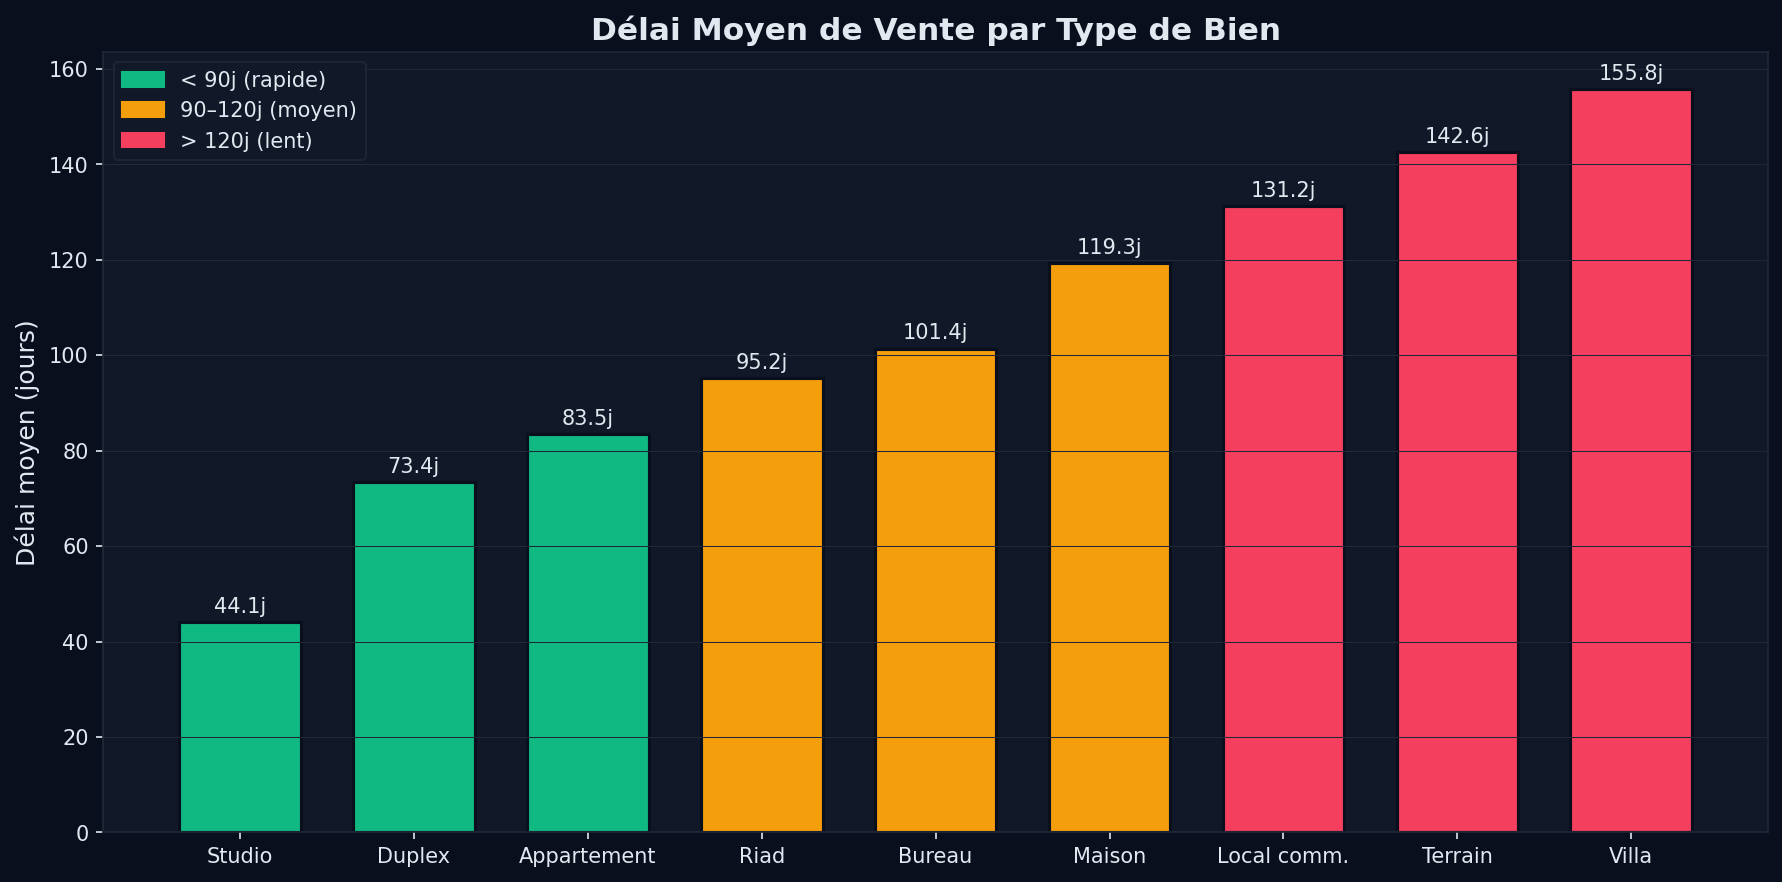 Délai Moyen de Vente par Type de Bien
< 90j (rapide)
90–120j (moyen)
> 120j (lent)
Délai moyen (jours)
160
140
120
100
80
60
40
20
0
44.1j
73.4j
83.5j
95.2j
101.4j
119.3j
131.2j
142.6j
155.8j
Studio
Duplex
Appartement
Riad
Bureau
Maison
Local comm.
Terrain
Villa